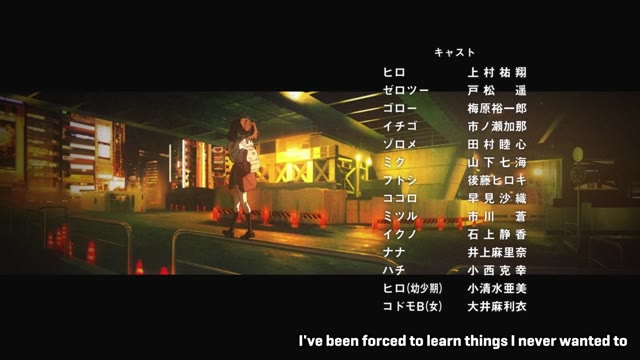 キャスト
ヒロ 上村祐翔
ゼロツー 戸松 遥
ゴロー 梅原裕一郎
イチゴ 市ノ瀬加那
ゾロメ 田村睦心
ミク 山下七海
フトシ 後藤ヒロキ
ココロ 早見沙織
ミツル 市川 蒼
イクノ 石上静香
ナナ 井上麻里奈
ハチ 小西克幸
ヒロ(幼少期) 小清水亜美
コドモB(女) 大井麻利衣
I've been forced to learn things I never wanted to